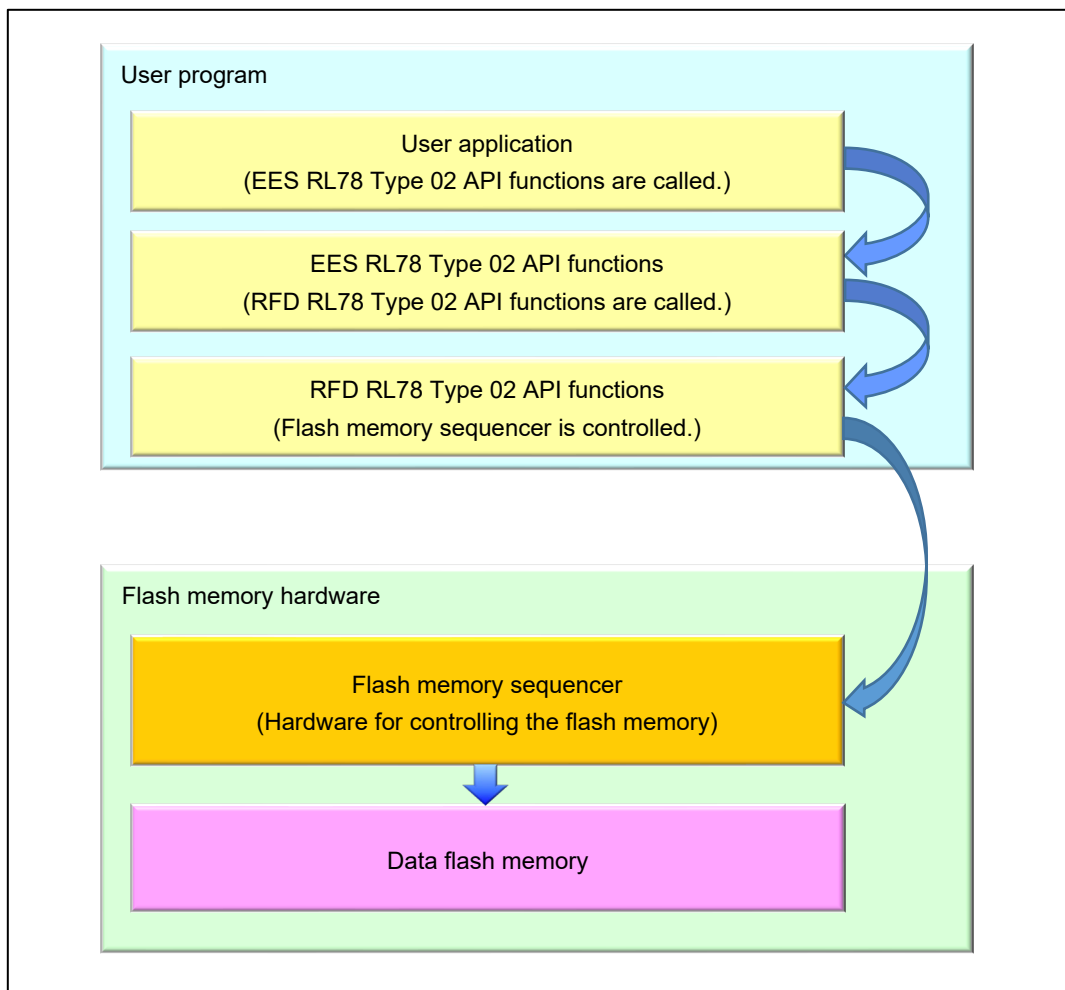 User program
User application
(EES RL78 Type 02 API functions are called.)
EES RL78 Type 02 API functions
(RFD RL78 Type 02 API functions are called.)
RFD RL78 Type 02 API functions
(Flash memory sequencer is controlled.)
Flash memory hardware
Flash memory sequencer
(Hardware for controlling the flash memory)
Data flash memory